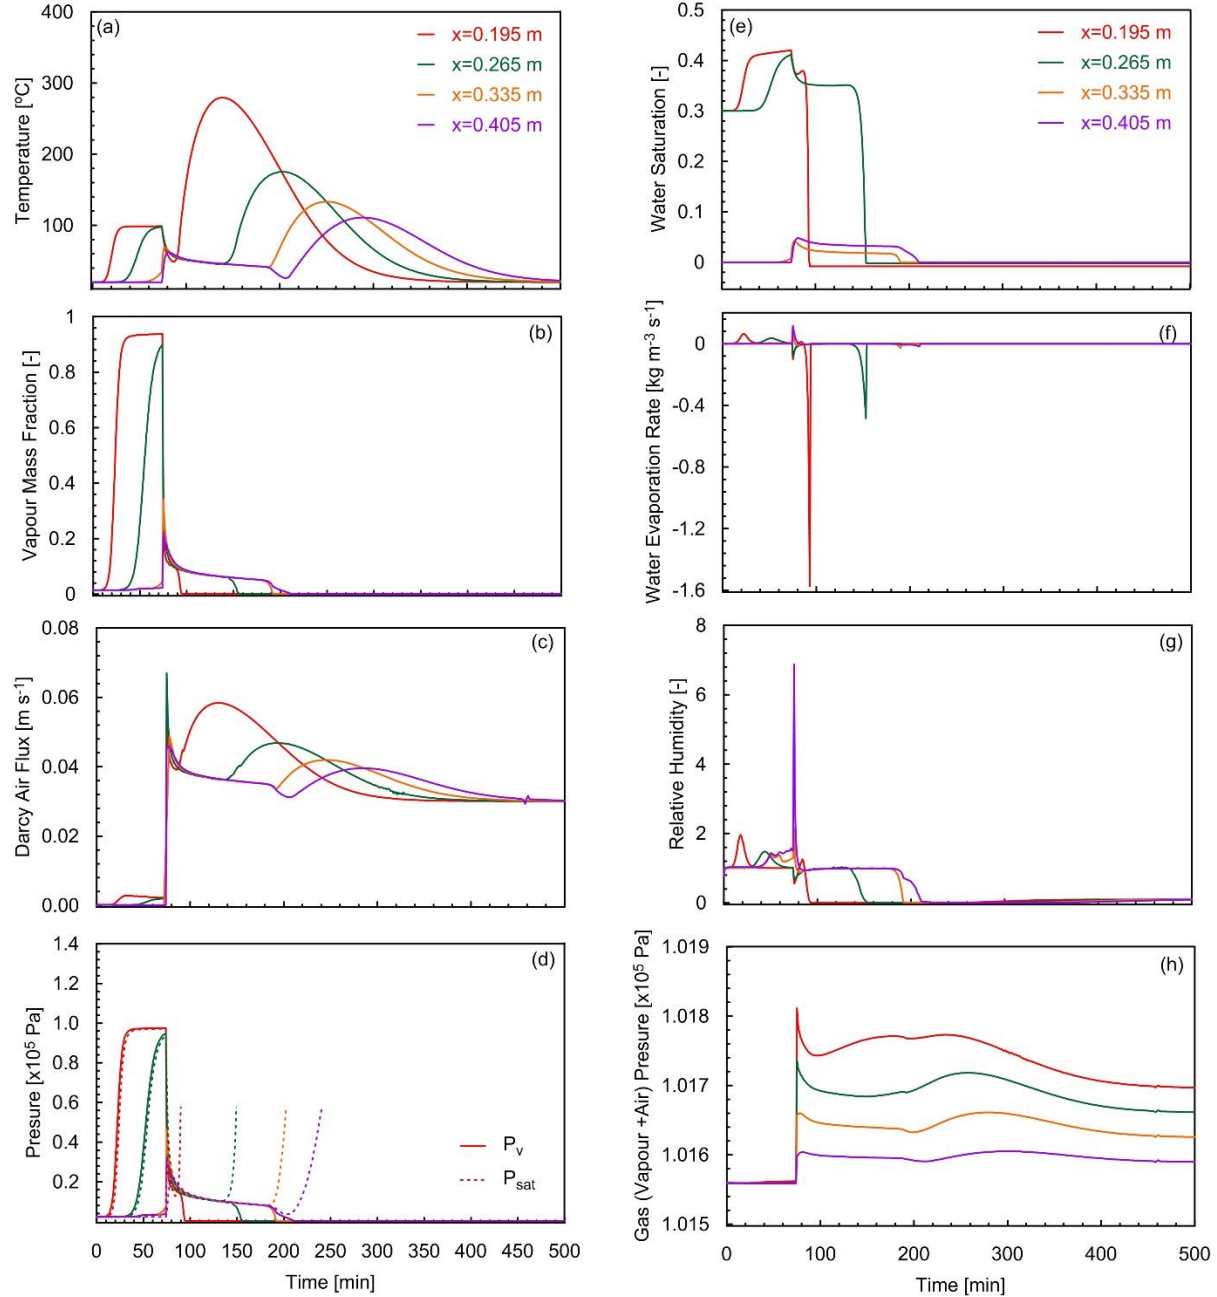 (a)
x=0.195 m
x=0.265 m
x=0.335 m
x=0.405 m
Temperature [ºC]
400
300
200
100
(b)
Vapour Mass Fraction [-]
1
0.8
0.6
0.4
0.2
0
(c)
Darcy Air Flux [m s-1]
0.08
0.06
0.04
0.02
0.00
(d)
Presure [x10⁵ Pa]
1.4
1.2
1.0
0.8
0.6
0.4
0.2
Pv
Psat
0 50 100 150 200 250 300 350 400 450 500
Time [min]
(e)
x=0.195 m
x=0.265 m
x=0.335 m
x=0.405 m
Water Saturation [-]
0.5
0.4
0.3
0.2
0.1
0
(f)
Water Evaporation Rate [kg m-3 s-1]
0
-0.4
-0.8
-1.2
-1.6
(g)
Relative Humidity [-]
8
6
4
2
0
(h)
Gas (Vapour +Air) Presure [x10⁵ Pa]
1.019
1.018
1.017
1.016
1.015
0 100 200 300 400 500
Time [min]